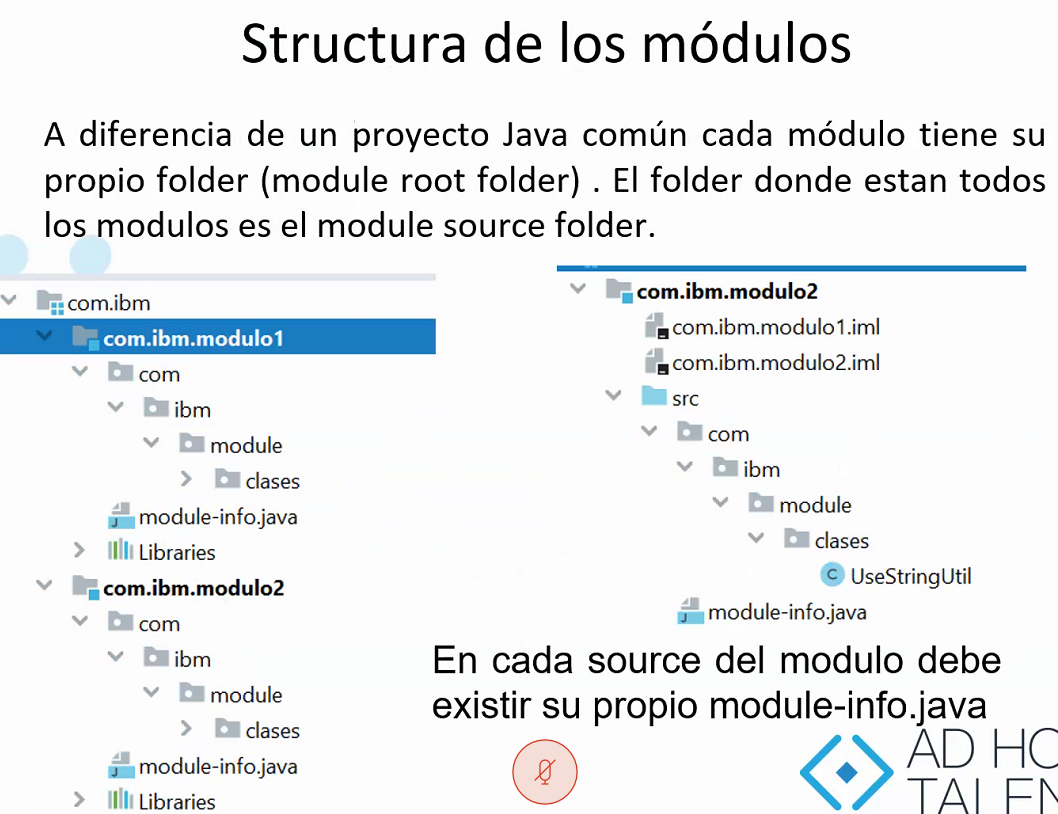 Structura de los módulos
A diferencia de un proyecto Java común cada módulo tiene su
propio folder (module root folder) . El folder donde estan todos
los modulos es el module source folder.
com.ibm
com.ibm.modulo1
com
ibm
module
clases
module-info.java
Libraries
com.ibm.modulo2
com
ibm
module
clases
module-info.java
Libraries
com.ibm.modulo2
com.ibm.modulo1.iml
com.ibm.modulo2.iml
src
com
ibm
module
clases
C UseStringUtil
module-info.java
En cada source del modulo debe
existir su propio module-info.java
AD HO
TALEN